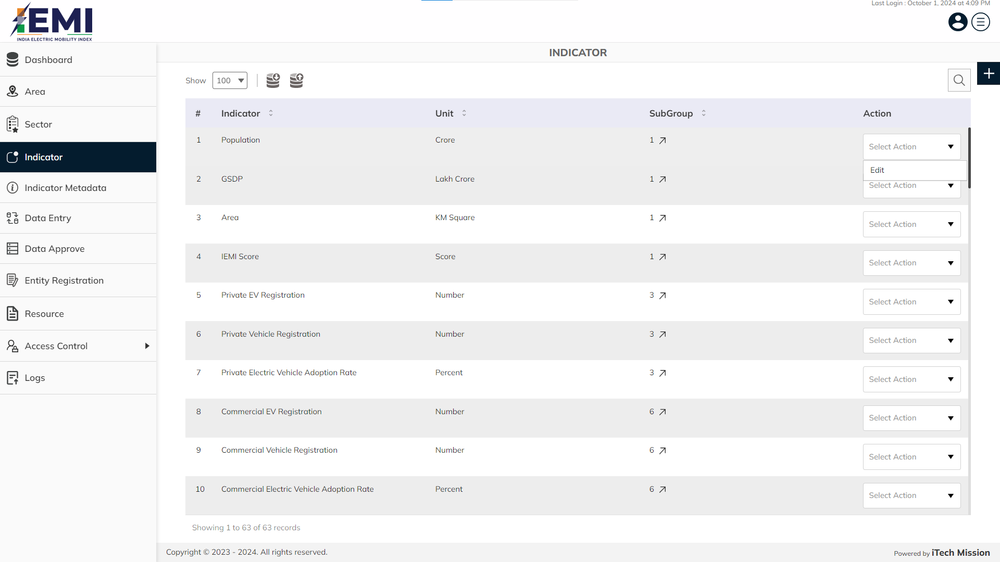 Last Login : October 1, 2024 at 4:09 PM
iEMI
INDIA ELECTRIC MOBILITY INDEX
Dashboard
Area
Sector
Indicator
Indicator Metadata
Data Entry
Data Approve
Entity Registration
Resource
Access Control
Logs
INDICATOR
Show 100
# Indicator Unit SubGroup Action
1 Population Crore 1 Select Action
Edit
2 GSDP Lakh Crore 1 Select Action
3 Area KM Square 1 Select Action
4 IEMI Score Score 1 Select Action
5 Private EV Registration Number 3 Select Action
6 Private Vehicle Registration Number 3 Select Action
7 Private Electric Vehicle Adoption Rate Percent 3 Select Action
8 Commercial EV Registration Number 6 Select Action
9 Commercial Vehicle Registration Number 6 Select Action
10 Commercial Electric Vehicle Adoption Rate Percent 6 Select Action
Showing 1 to 63 of 63 records
Copyright © 2023 - 2024. All rights reserved.
Powered by iTech Mission